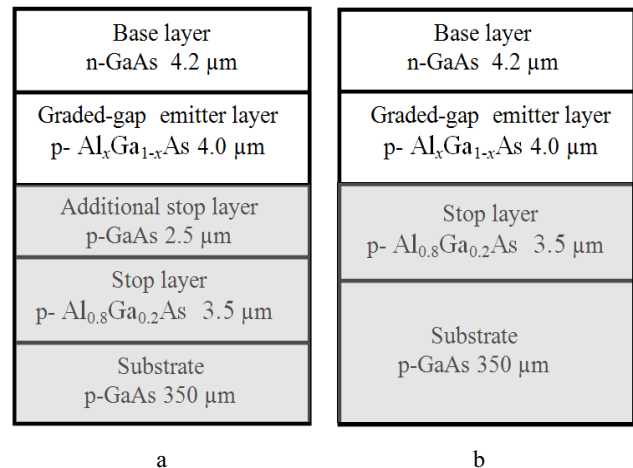 Base layer
n-GaAs 4.2 µm
Graded-gap emitter layer
p- AlₓGa₁₋ₓAs 4.0 µm
Additional stop layer
p-GaAs 2.5 µm
Stop layer
p- Al₀.₈Ga₀.₂As 3.5 µm
Substrate
p-GaAs 350 µm
a
Base layer
n-GaAs 4.2 µm
Graded-gap emitter layer
p- AlₓGa₁₋ₓAs 4.0 µm
Stop layer
p- Al₀.₈Ga₀.₂As 3.5 µm
Substrate
p-GaAs 350 µm
b